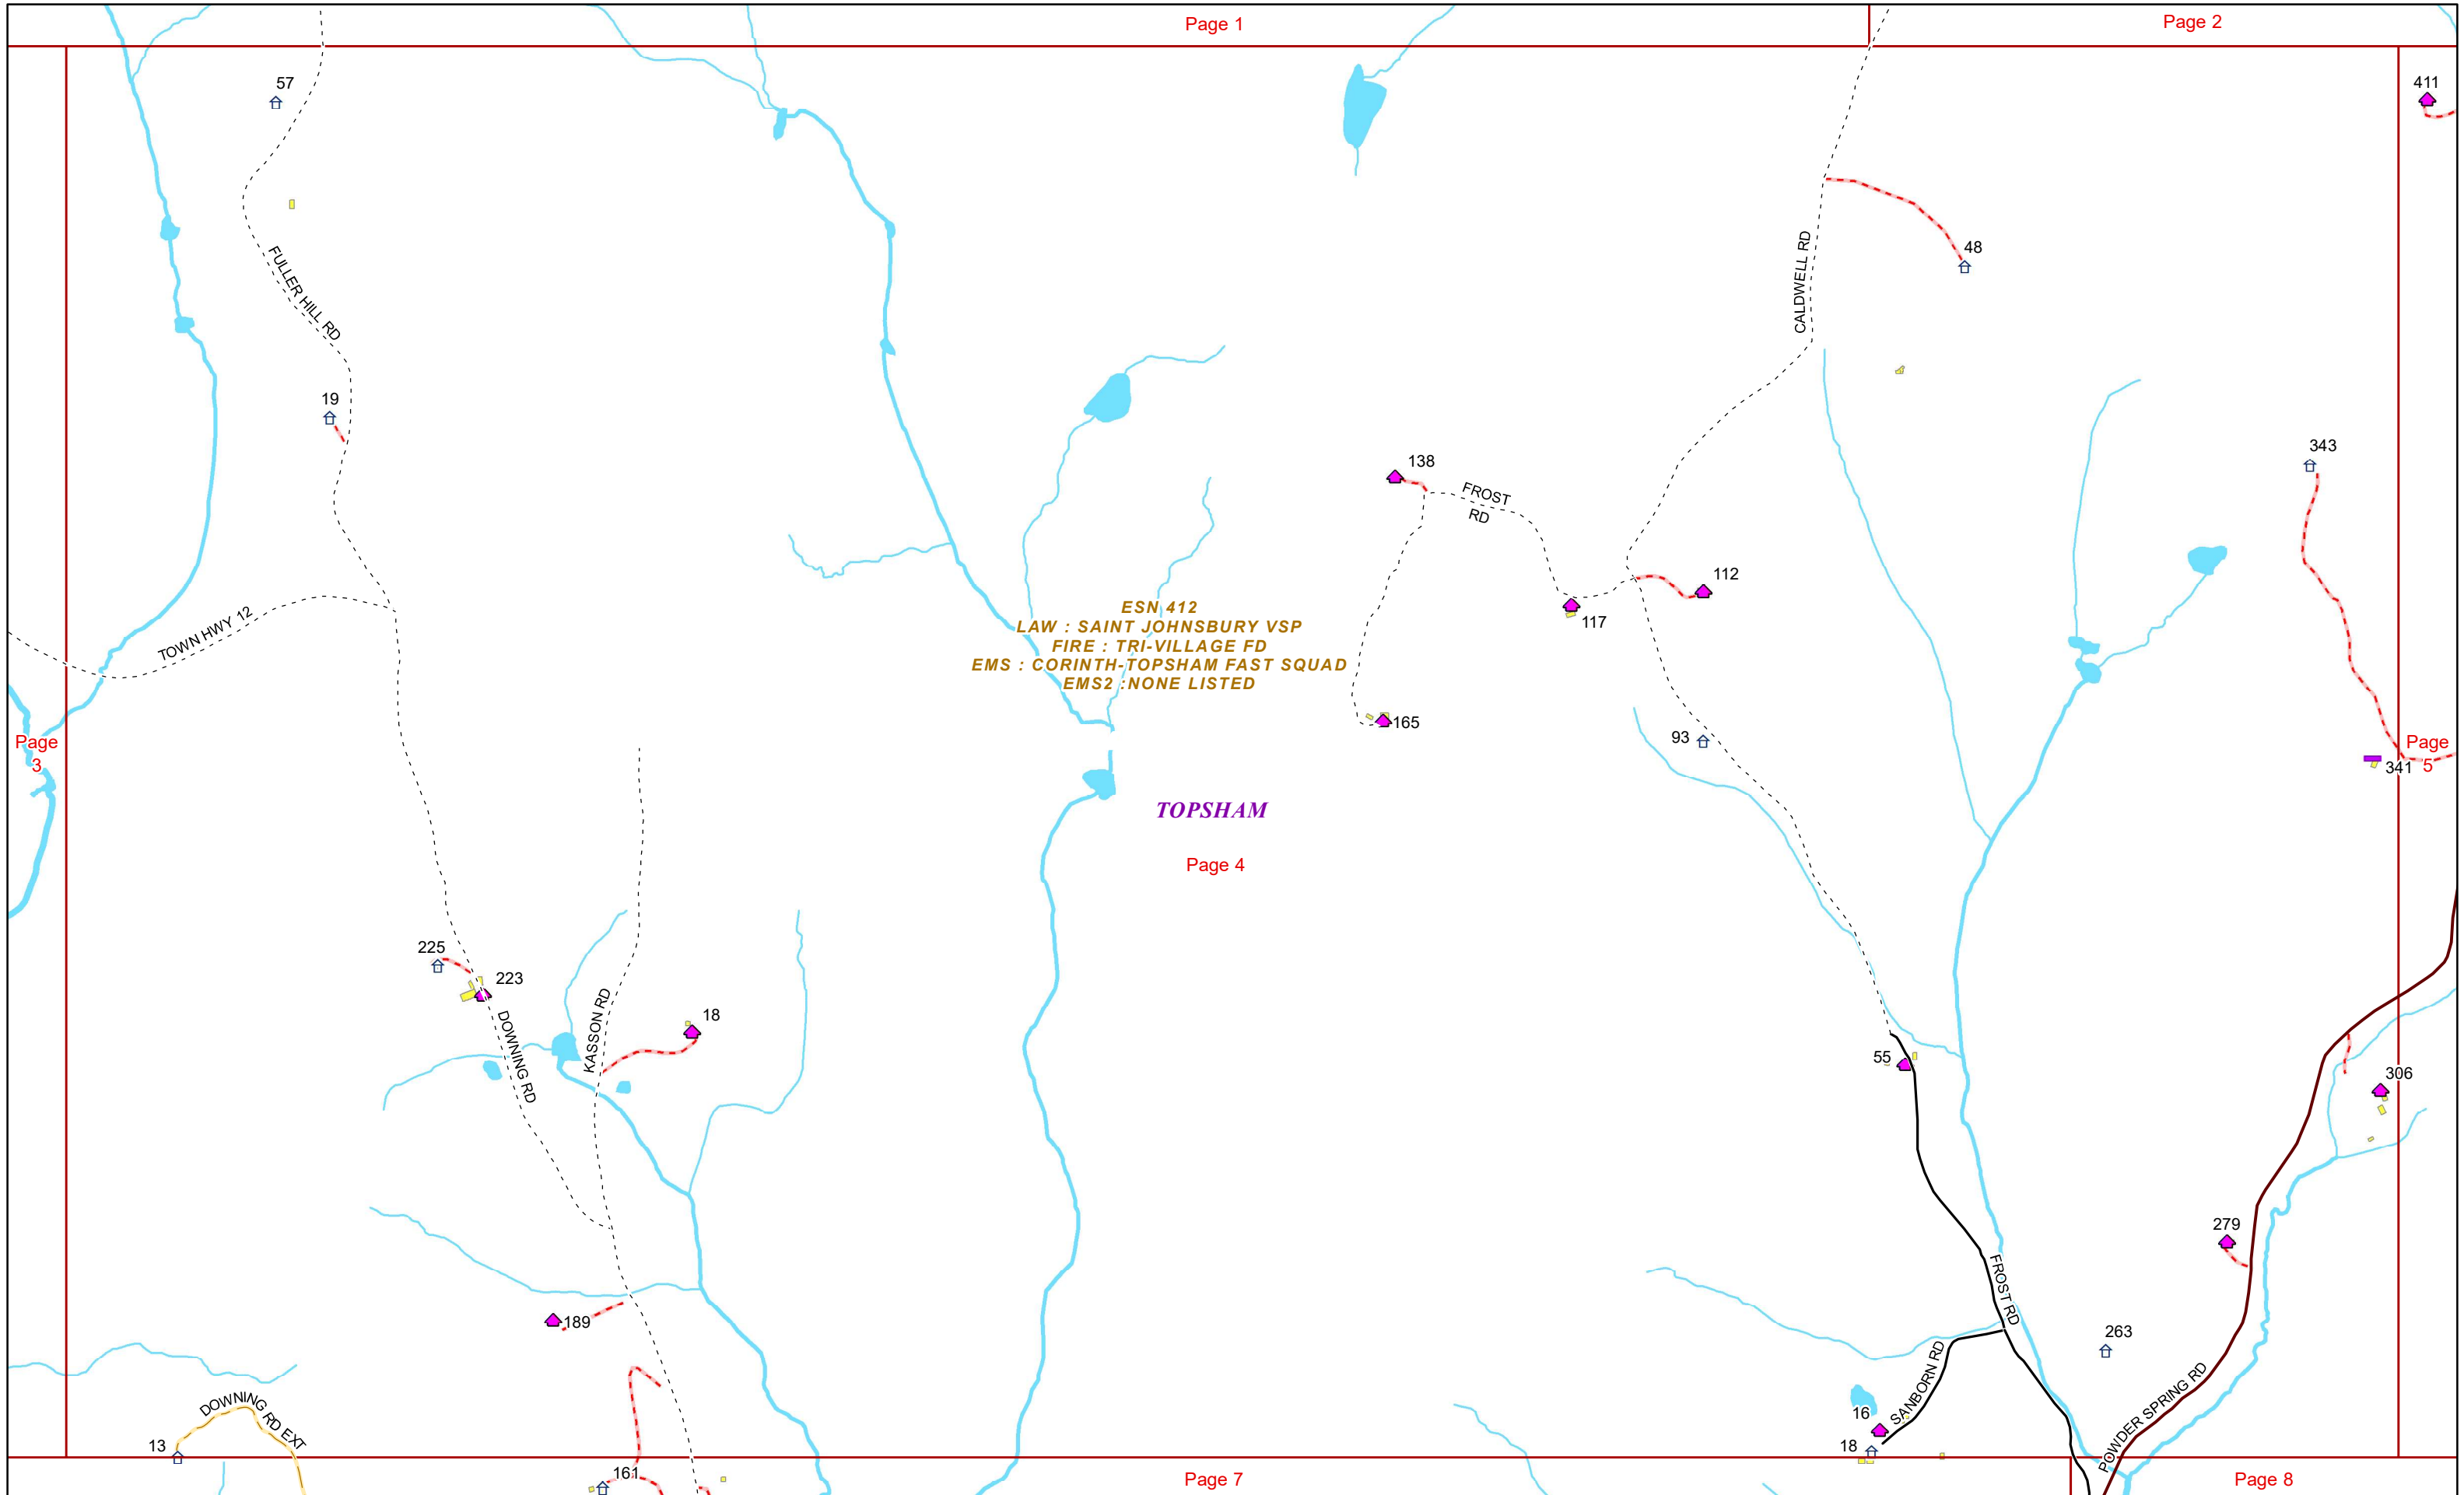 Page 1
Page 2
57
411
48
CALDWELL RD
FULLER HILL RD
19
138
343
FROST
RD
112
117
ESN 412
LAW : SAINT JOHNSBURY VSP
FIRE : TRI-VILLAGE FD
EMS : CORINTH-TOPSHAM FAST SQUAD
EMS2 :NONE LISTED
TOWN HWY 12
165
93
Page
3
Page
5
341
TOPSHAM
Page 4
225
223
18
KASSON RD
DOWNING RD
55
306
279
FROST RD
189
263
SANBORN RD
POWDER SPRING RD
DOWNING RD EXT
16
13
18
161
Page 7
Page 8